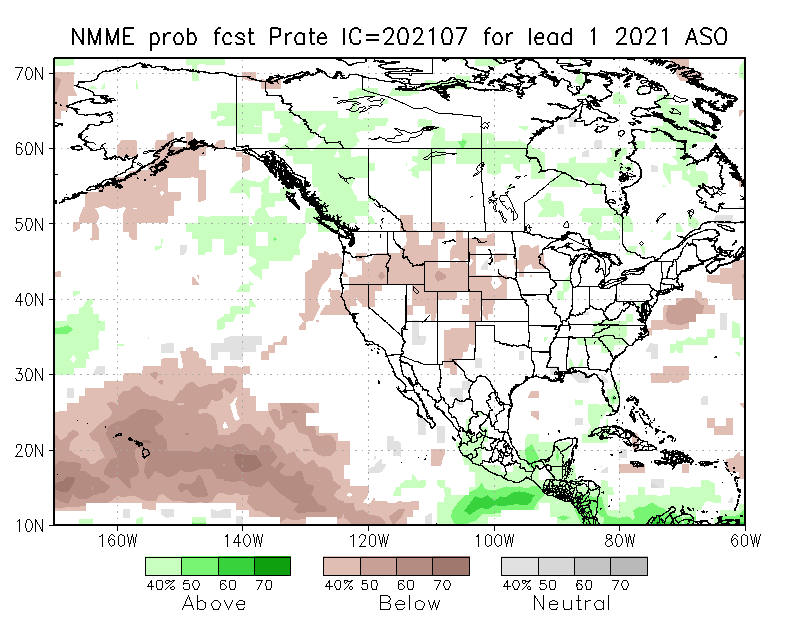 NMME prob fcst Prate IC=202107 for lead 1 2021 ASO
70N
60N
50N
40N
30N
20N
10N
160W 140W 120W 100W 80W 60W
40% 50 60 70 40% 50 60 70 40% 50 60 70
Above Below Neutral